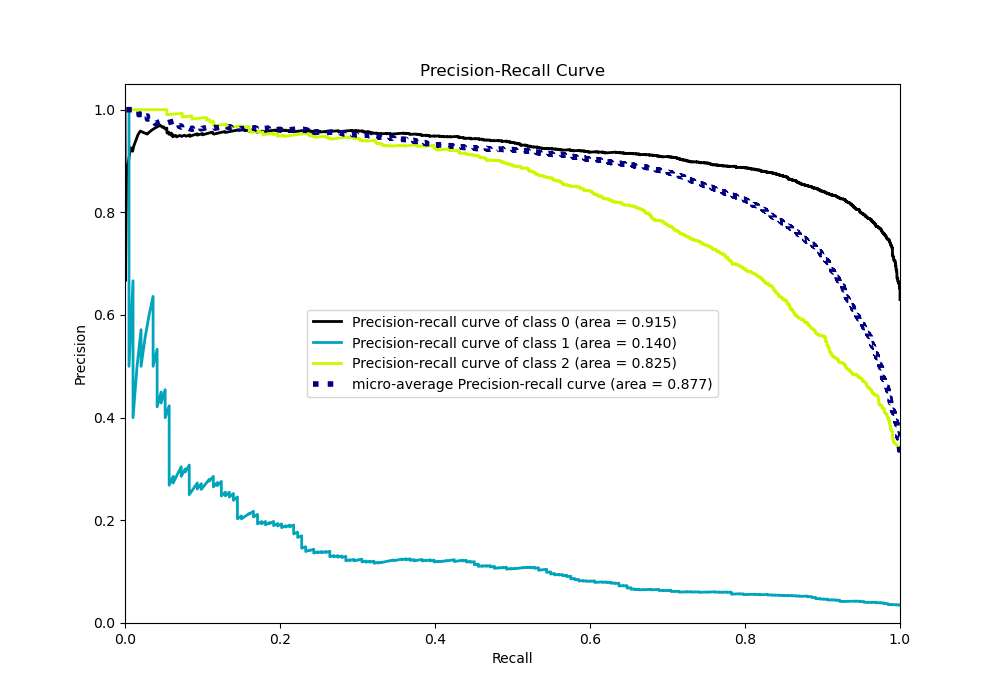 Precision-Recall Curve
1.0
0.8
0.6
0.4
0.2
0.0
Precision
Precision-recall curve of class 0 (area = 0.915)
Precision-recall curve of class 1 (area = 0.140)
Precision-recall curve of class 2 (area = 0.825)
micro-average Precision-recall curve (area = 0.877)
0.0 0.2 0.4 0.6 0.8 1.0
Recall